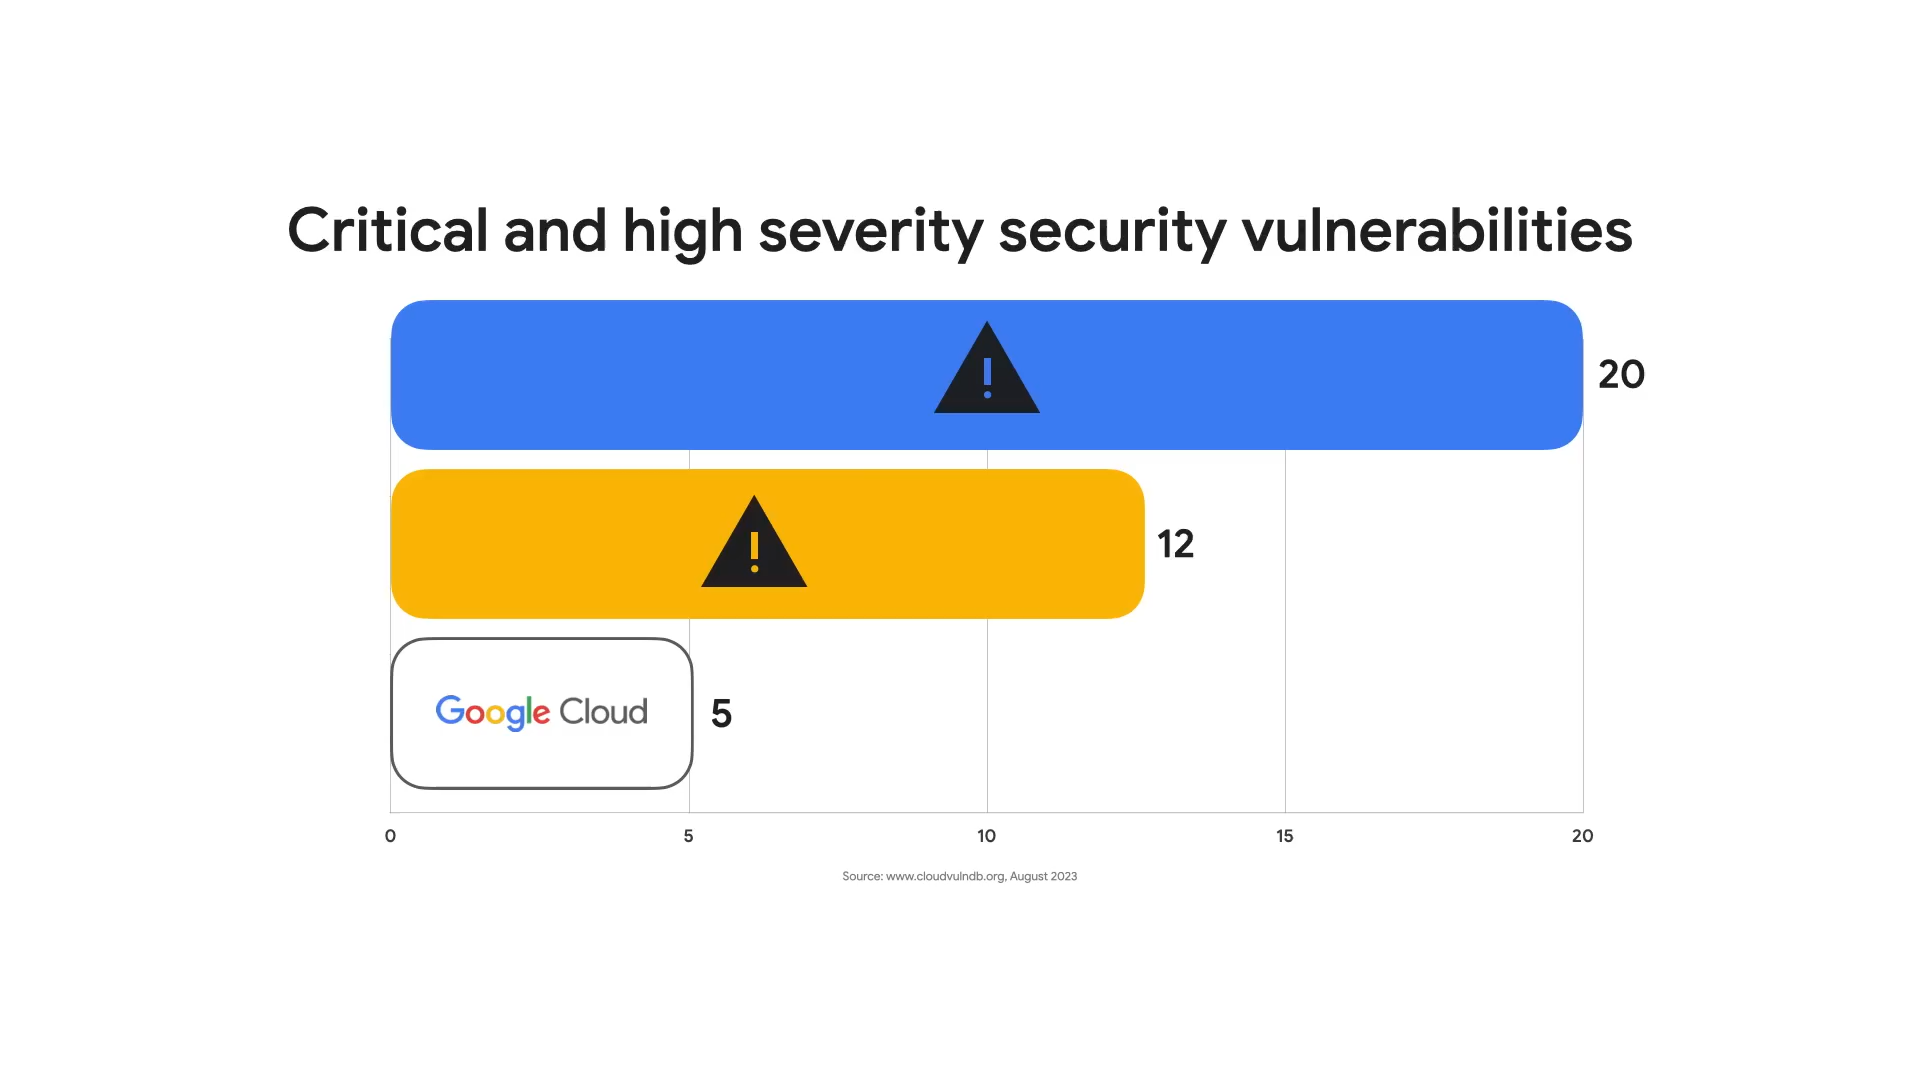 Critical and high severity security vulnerabilities
20
12
Google Cloud
5
0 5 10 15 20
Source: www.cloudvulndb.org, August 2023